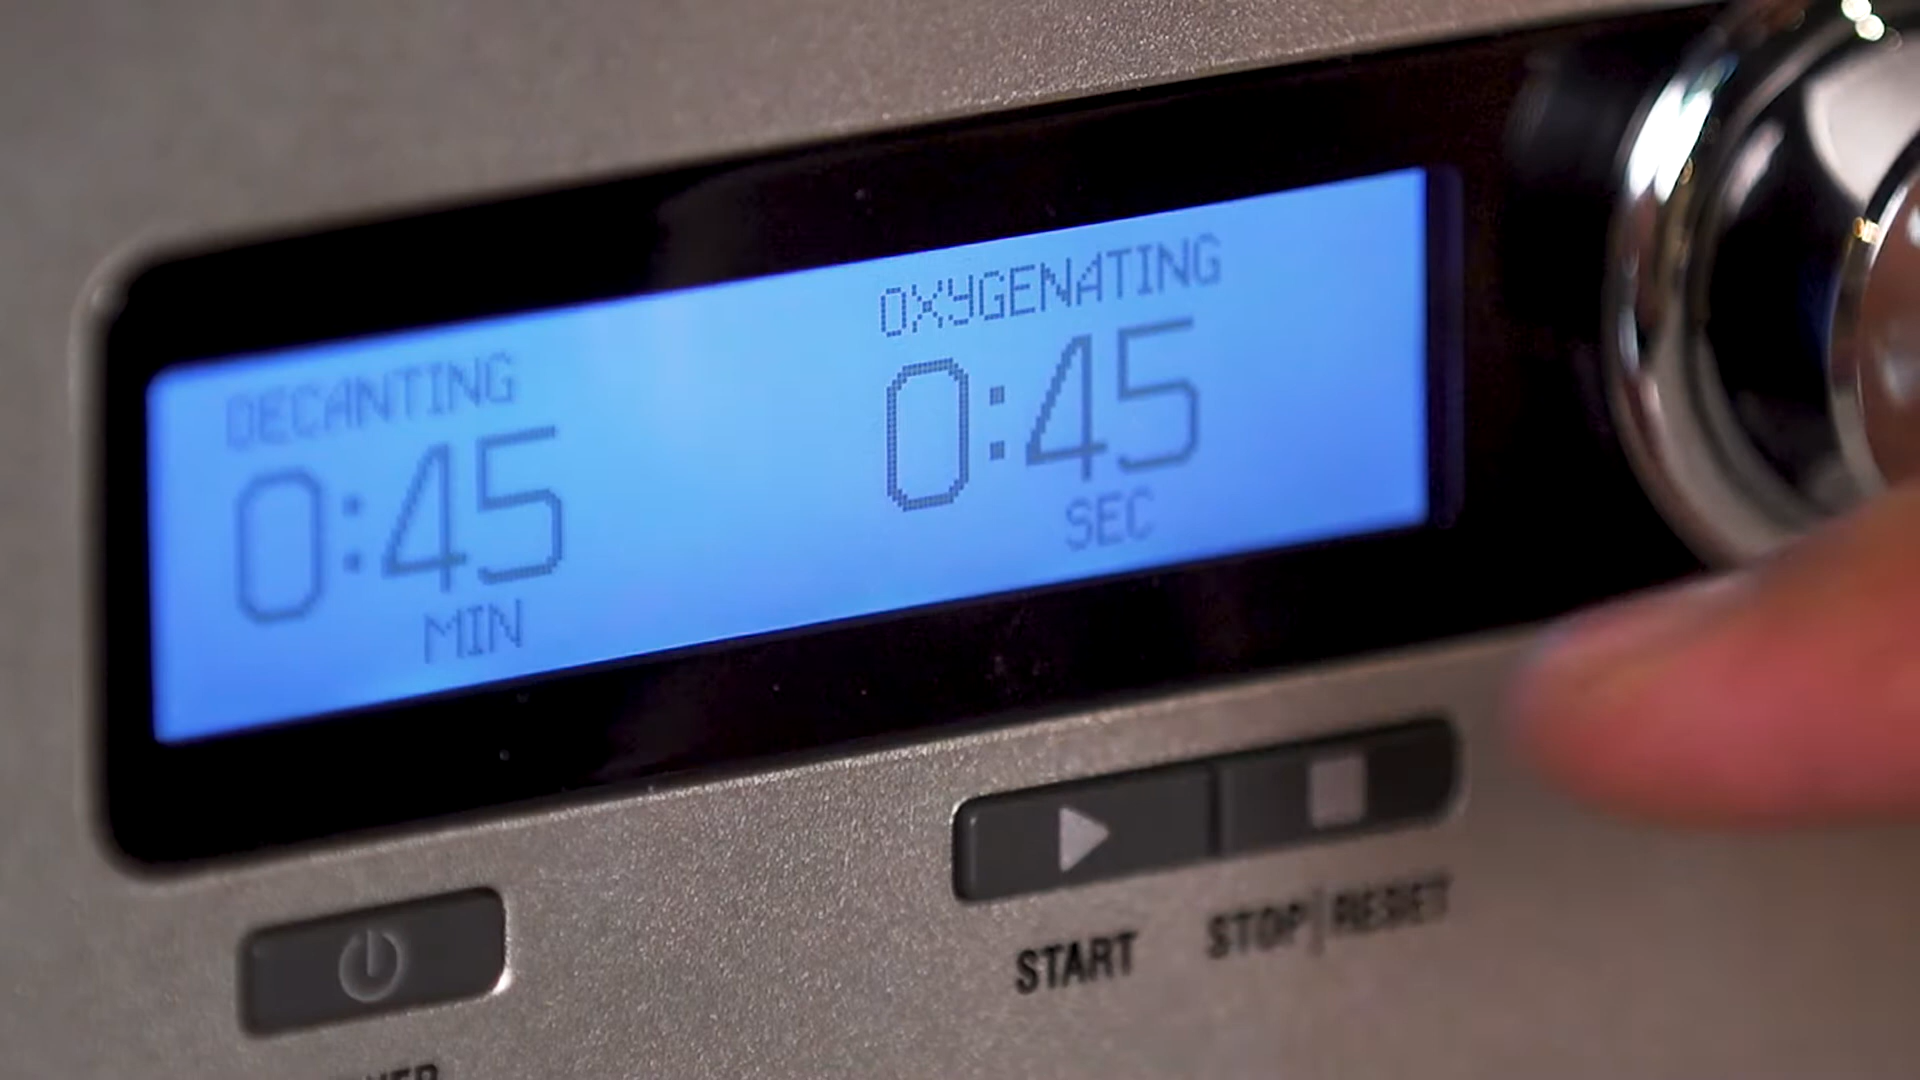 DECANTING
0:45
MIN
OXYGENATING
0:45
SEC
START
STOP|RESET